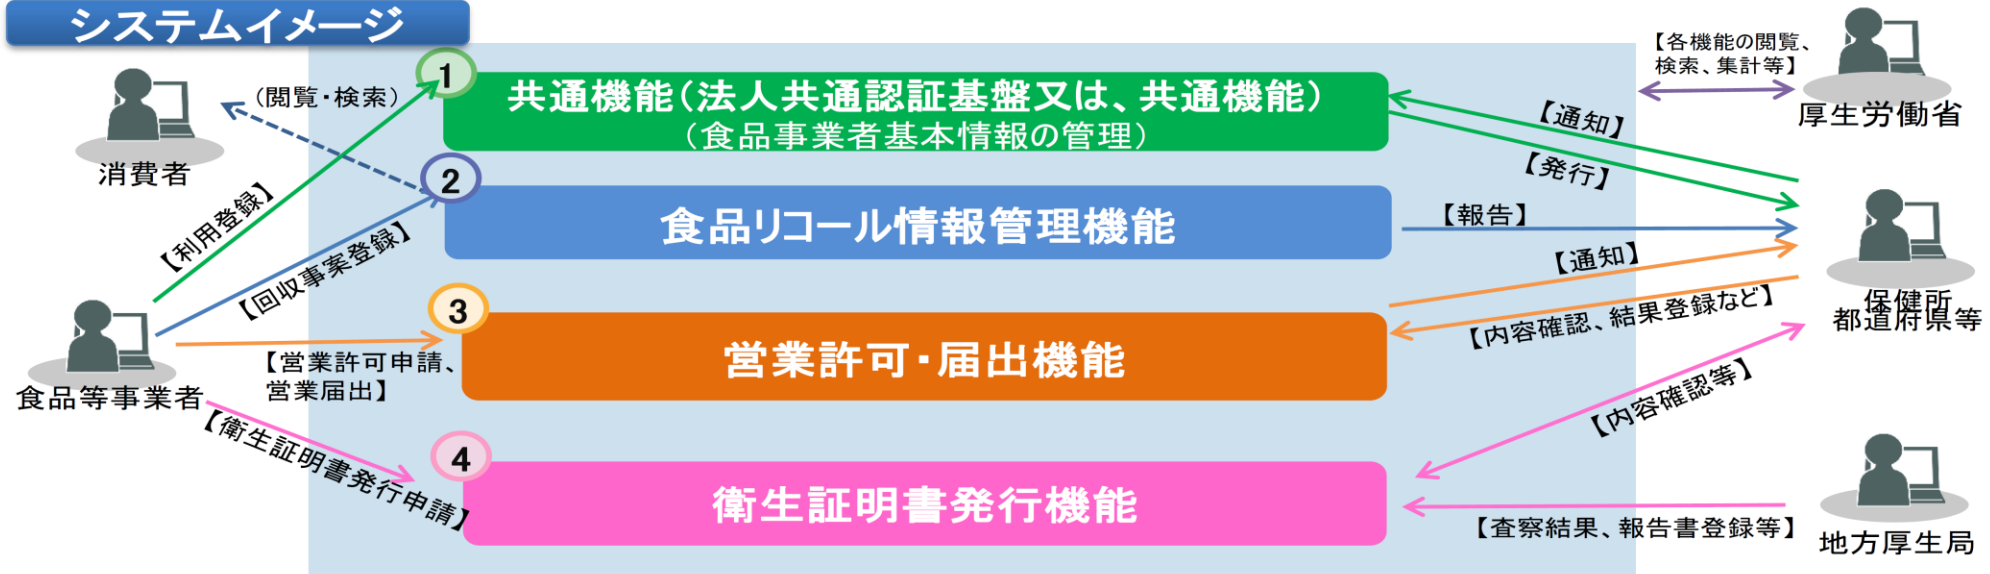 システムイメージ
消費者
(閲覧・検索)
【利用登録】
【回収事案登録】
食品等事業者
【営業許可申請、
営業届出】
【衛生証明書発行申請】
1
共通機能(法人共通認証基盤又は、共通機能)
(食品事業者基本情報の管理)
2
食品リコール情報管理機能
3
営業許可・届出機能
4
衛生証明書発行機能
【各機能の閲覧、
検索、集計等】
厚生労働省
【通知】
【発行】
【報告】
【通知】
【内容確認、結果登録など】
保健所
都道府県等
【内容確認等】
【査察結果、報告書登録等】
地方厚生局